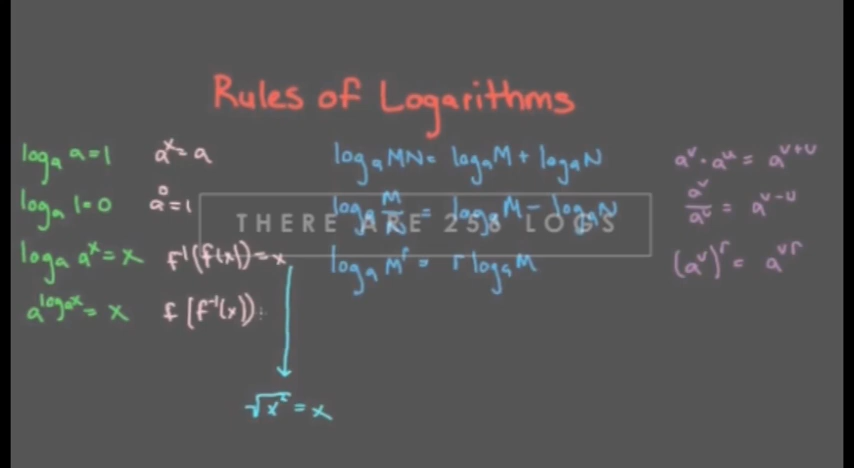 Rules of Logarithms
logₐ a = 1
aˣ = a
logₐ MN = logₐ M + logₐ N
aᵛ · aᵘ = aᵛ⁺ᵘ
logₐ 1 = 0
a⁰ = 1
logₐ M/N = logₐ M − logₐ N
aᵛ/aᵘ = aᵛ⁻ᵘ
THERE ARE 258 LOGS
logₐ aˣ = x
f⁻¹(f(x)) = x
logₐ Mʳ = r logₐ M
(aᵛ)ʳ = aᵛʳ
a^(logₐ x) = x
f(f⁻¹(x)) =
√x² = x